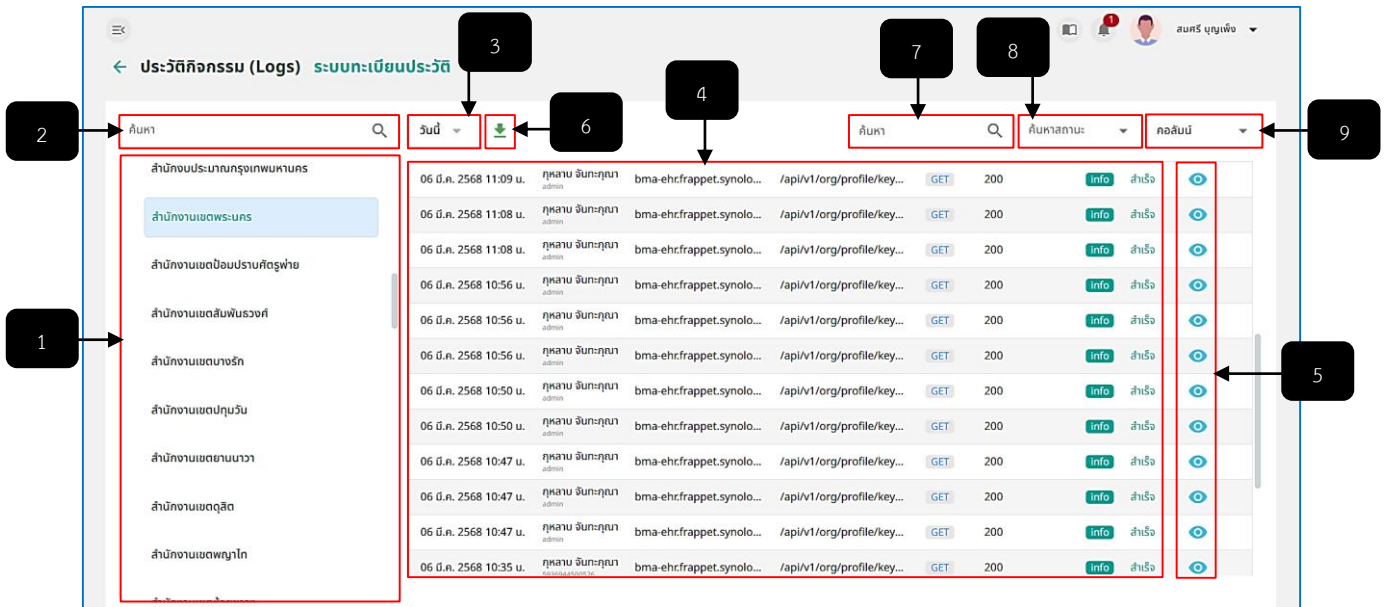 1
สมศรี บุญเพ็ง
ประวัติกิจกรรม (Logs) ระบบทะเบียนประวัติ
3
7
8
4
2
6
9
ค้นหา
วันนี้
ค้นหา
ค้นหาสถานะ
คอลัมน์
สำนักงบประมาณกรุงเทพมหานคร
สำนักงานเขตพระนคร
สำนักงานเขตป้อมปราบศัตรูพ่าย
สำนักงานเขตสัมพันธวงศ์
สำนักงานเขตบางรัก
สำนักงานเขตปทุมวัน
สำนักงานเขตยานนาวา
สำนักงานเขตดุสิต
สำนักงานเขตพญาไท
1
5
06 มี.ค. 2568 11:09 น. กุหลาบ จันทะกุณา bma-ehr.frappet.synolo... /api/v1/org/profile/key... GET 200 info สำเร็จ
admin
06 มี.ค. 2568 11:08 น. กุหลาบ จันทะกุณา bma-ehr.frappet.synolo... /api/v1/org/profile/key... GET 200 info สำเร็จ
admin
06 มี.ค. 2568 11:08 น. กุหลาบ จันทะกุณา bma-ehr.frappet.synolo... /api/v1/org/profile/key... GET 200 info สำเร็จ
admin
06 มี.ค. 2568 10:56 น. กุหลาบ จันทะกุณา bma-ehr.frappet.synolo... /api/v1/org/profile/key... GET 200 info สำเร็จ
admin
06 มี.ค. 2568 10:56 น. กุหลาบ จันทะกุณา bma-ehr.frappet.synolo... /api/v1/org/profile/key... GET 200 info สำเร็จ
admin
06 มี.ค. 2568 10:56 น. กุหลาบ จันทะกุณา bma-ehr.frappet.synolo... /api/v1/org/profile/key... GET 200 info สำเร็จ
admin
06 มี.ค. 2568 10:50 น. กุหลาบ จันทะกุณา bma-ehr.frappet.synolo... /api/v1/org/profile/key... GET 200 info สำเร็จ
admin
06 มี.ค. 2568 10:50 น. กุหลาบ จันทะกุณา bma-ehr.frappet.synolo... /api/v1/org/profile/key... GET 200 info สำเร็จ
admin
06 มี.ค. 2568 10:47 น. กุหลาบ จันทะกุณา bma-ehr.frappet.synolo... /api/v1/org/profile/key... GET 200 info สำเร็จ
admin
06 มี.ค. 2568 10:47 น. กุหลาบ จันทะกุณา bma-ehr.frappet.synolo... /api/v1/org/profile/key... GET 200 info สำเร็จ
admin
06 มี.ค. 2568 10:47 น. กุหลาบ จันทะกุณา bma-ehr.frappet.synolo... /api/v1/org/profile/key... GET 200 info สำเร็จ
admin
06 มี.ค. 2568 10:35 น. กุหลาบ จันทะกุณา bma-ehr.frappet.synolo... /api/v1/org/profile/key... GET 200 info สำเร็จ